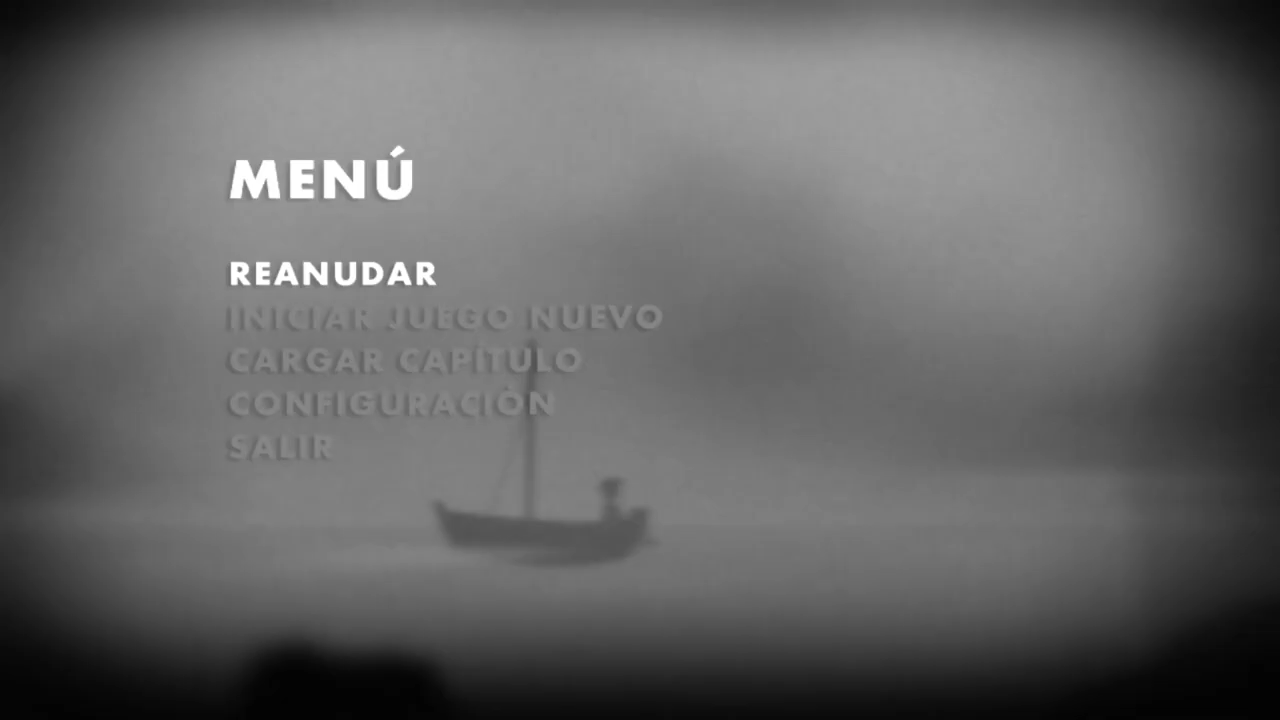 MENÚ
REANUDAR
INICIAR JUEGO NUEVO
CARGAR CAPÍTULO
CONFIGURACIÓN
SALIR